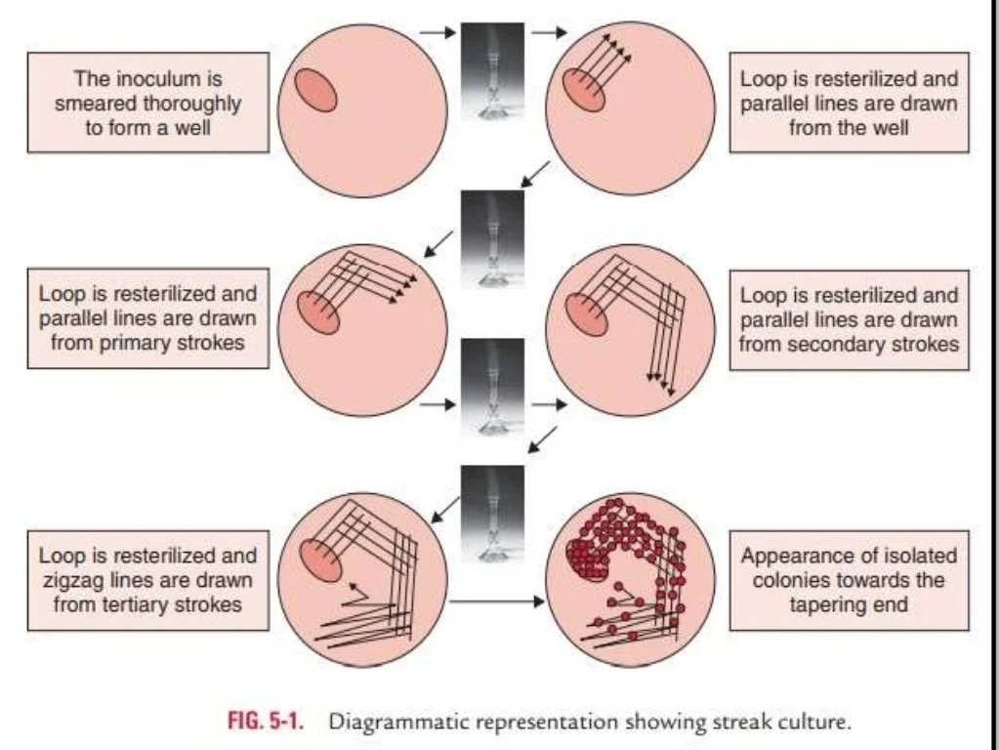 The inoculum is
smeared thoroughly
to form a well
Loop is resterilized and
parallel lines are drawn
from the well
Loop is resterilized and
parallel lines are drawn
from primary strokes
Loop is resterilized and
parallel lines are drawn
from secondary strokes
Loop is resterilized and
zigzag lines are drawn
from tertiary strokes
Appearance of isolated
colonies towards the
tapering end
FIG. 5-1. Diagrammatic representation showing streak culture.